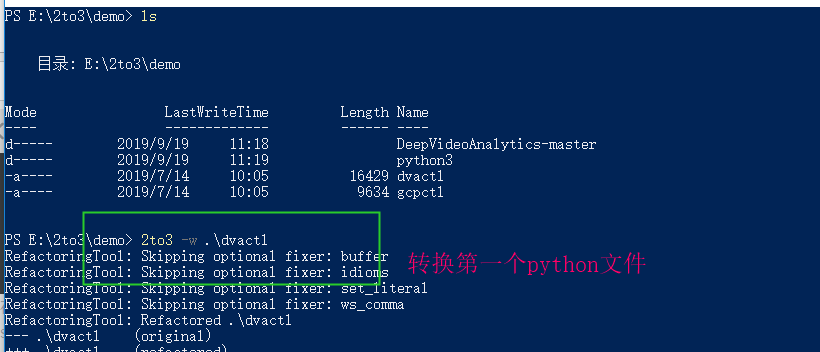 PS E:\2to3\demo> ls
目录: E:\2to3\demo
Mode LastWriteTime Length Name
---- ------------- ------ ----
d----- 2019/9/19 11:18 DeepVideoAnalytics-master
d----- 2019/9/19 11:19 python3
-a---- 2019/7/14 10:05 16429 dvactl
-a---- 2019/7/14 10:05 9634 gcpctl
PS E:\2to3\demo> 2to3 -w .\dvactl
RefactoringTool: Skipping optional fixer: buffer
RefactoringTool: Skipping optional fixer: idioms
转换第一个python文件
RefactoringTool: Skipping optional fixer: set_literal
RefactoringTool: Skipping optional fixer: ws_comma
RefactoringTool: Refactored .\dvactl
--- .\dvactl (original)
+++ .\dvactl (refactored)